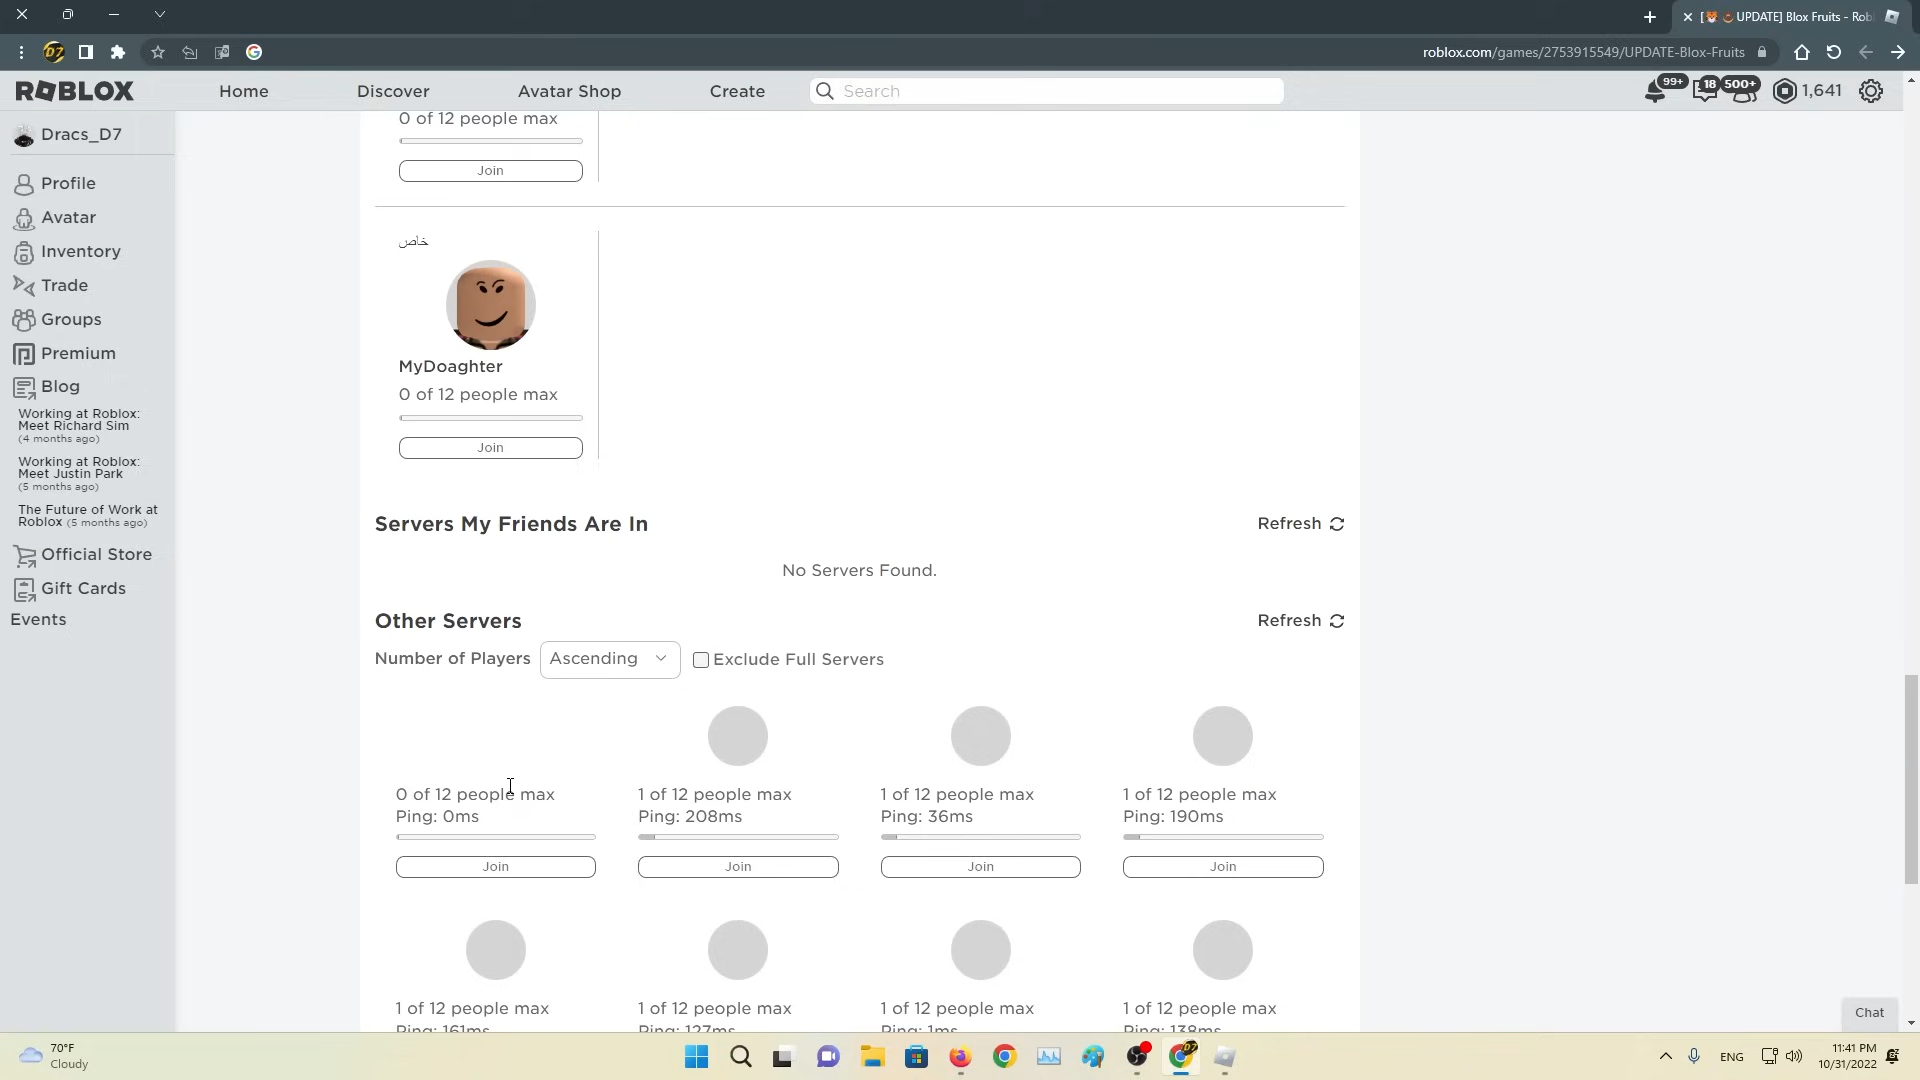 [🦊 🎃 UPDATE] Blox Fruits - Rob
roblox.com/games/2753915549/UPDATE-Blox-Fruits
ROBLOX
Home
Discover
Avatar Shop
Create
Search
99+
18
500+
1,641
Dracs_D7
Profile
Avatar
Inventory
Trade
Groups
Premium
Blog
Working at Roblox:
Meet Richard Sim
(4 months ago)
Working at Roblox:
Meet Justin Park
(5 months ago)
The Future of Work at
Roblox (5 months ago)
Official Store
Gift Cards
Events
0 of 12 people max
Join
خاص
MyDoaghter
0 of 12 people max
Join
Servers My Friends Are In
Refresh
No Servers Found.
Other Servers
Refresh
Number of Players
Ascending
Exclude Full Servers
0 of 12 people max
Ping: 0ms
Join
1 of 12 people max
Ping: 208ms
Join
1 of 12 people max
Ping: 36ms
Join
1 of 12 people max
Ping: 190ms
Join
1 of 12 people max
Ping: 161ms
1 of 12 people max
Ping: 127ms
1 of 12 people max
Ping: 1ms
1 of 12 people max
Ping: 138ms
Chat
70°F
Cloudy
ENG
11:41 PM
10/31/2022